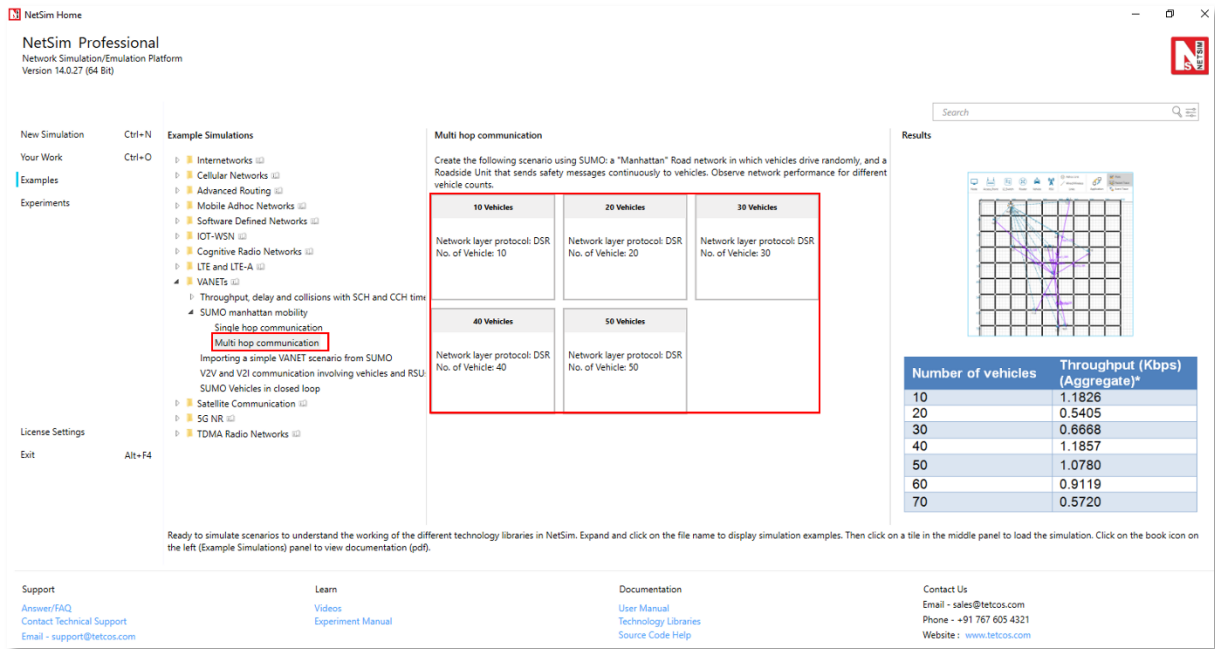 NetSim Home
NetSim Professional
Network Simulation/Emulation Platform
Version 14.0.27 (64 Bit)
NETSIM
Search
New Simulation Ctrl+N
Your Work Ctrl+O
Examples
Experiments
License Settings
Exit Alt+F4
Example Simulations
Internetworks
Cellular Networks
Advanced Routing
Mobile Adhoc Networks
Software Defined Networks
IOT-WSN
Cognitive Radio Networks
LTE and LTE-A
VANETs
Throughput, delay and collisions with SCH and CCH time
SUMO manhattan mobility
Single hop communication
Multi hop communication
Importing a simple VANET scenario from SUMO
V2V and V2I communication involving vehicles and RSU
SUMO Vehicles in closed loop
Satellite Communication
5G NR
TDMA Radio Networks
Multi hop communication
Create the following scenario using SUMO: a "Manhattan" Road network in which vehicles drive randomly, and a
Roadside Unit that sends safety messages continuously to vehicles. Observe network performance for different
vehicle counts.
10 Vehicles
Network layer protocol: DSR
No. of Vehicle: 10
20 Vehicles
Network layer protocol: DSR
No. of Vehicle: 20
30 Vehicles
Network layer protocol: DSR
No. of Vehicle: 30
40 Vehicles
Network layer protocol: DSR
No. of Vehicle: 40
50 Vehicles
Network layer protocol: DSR
No. of Vehicle: 50
Results
Number of vehicles Throughput (Kbps)
(Aggregate)*
10 1.1826
20 0.5405
30 0.6668
40 1.1857
50 1.0780
60 0.9119
70 0.5720
Ready to simulate scenarios to understand the working of the different technology libraries in NetSim. Expand and click on the file name to display simulation examples. Then click on a tile in the middle panel to load the simulation. Click on the book icon on
the left (Example Simulations) panel to view documentation (pdf).
Support
Answer/FAQ
Contact Technical Support
Email - support@tetcos.com
Learn
Videos
Experiment Manual
Documentation
User Manual
Technology Libraries
Source Code Help
Contact Us
Email - sales@tetcos.com
Phone - +91 767 605 4321
Website : www.tetcos.com